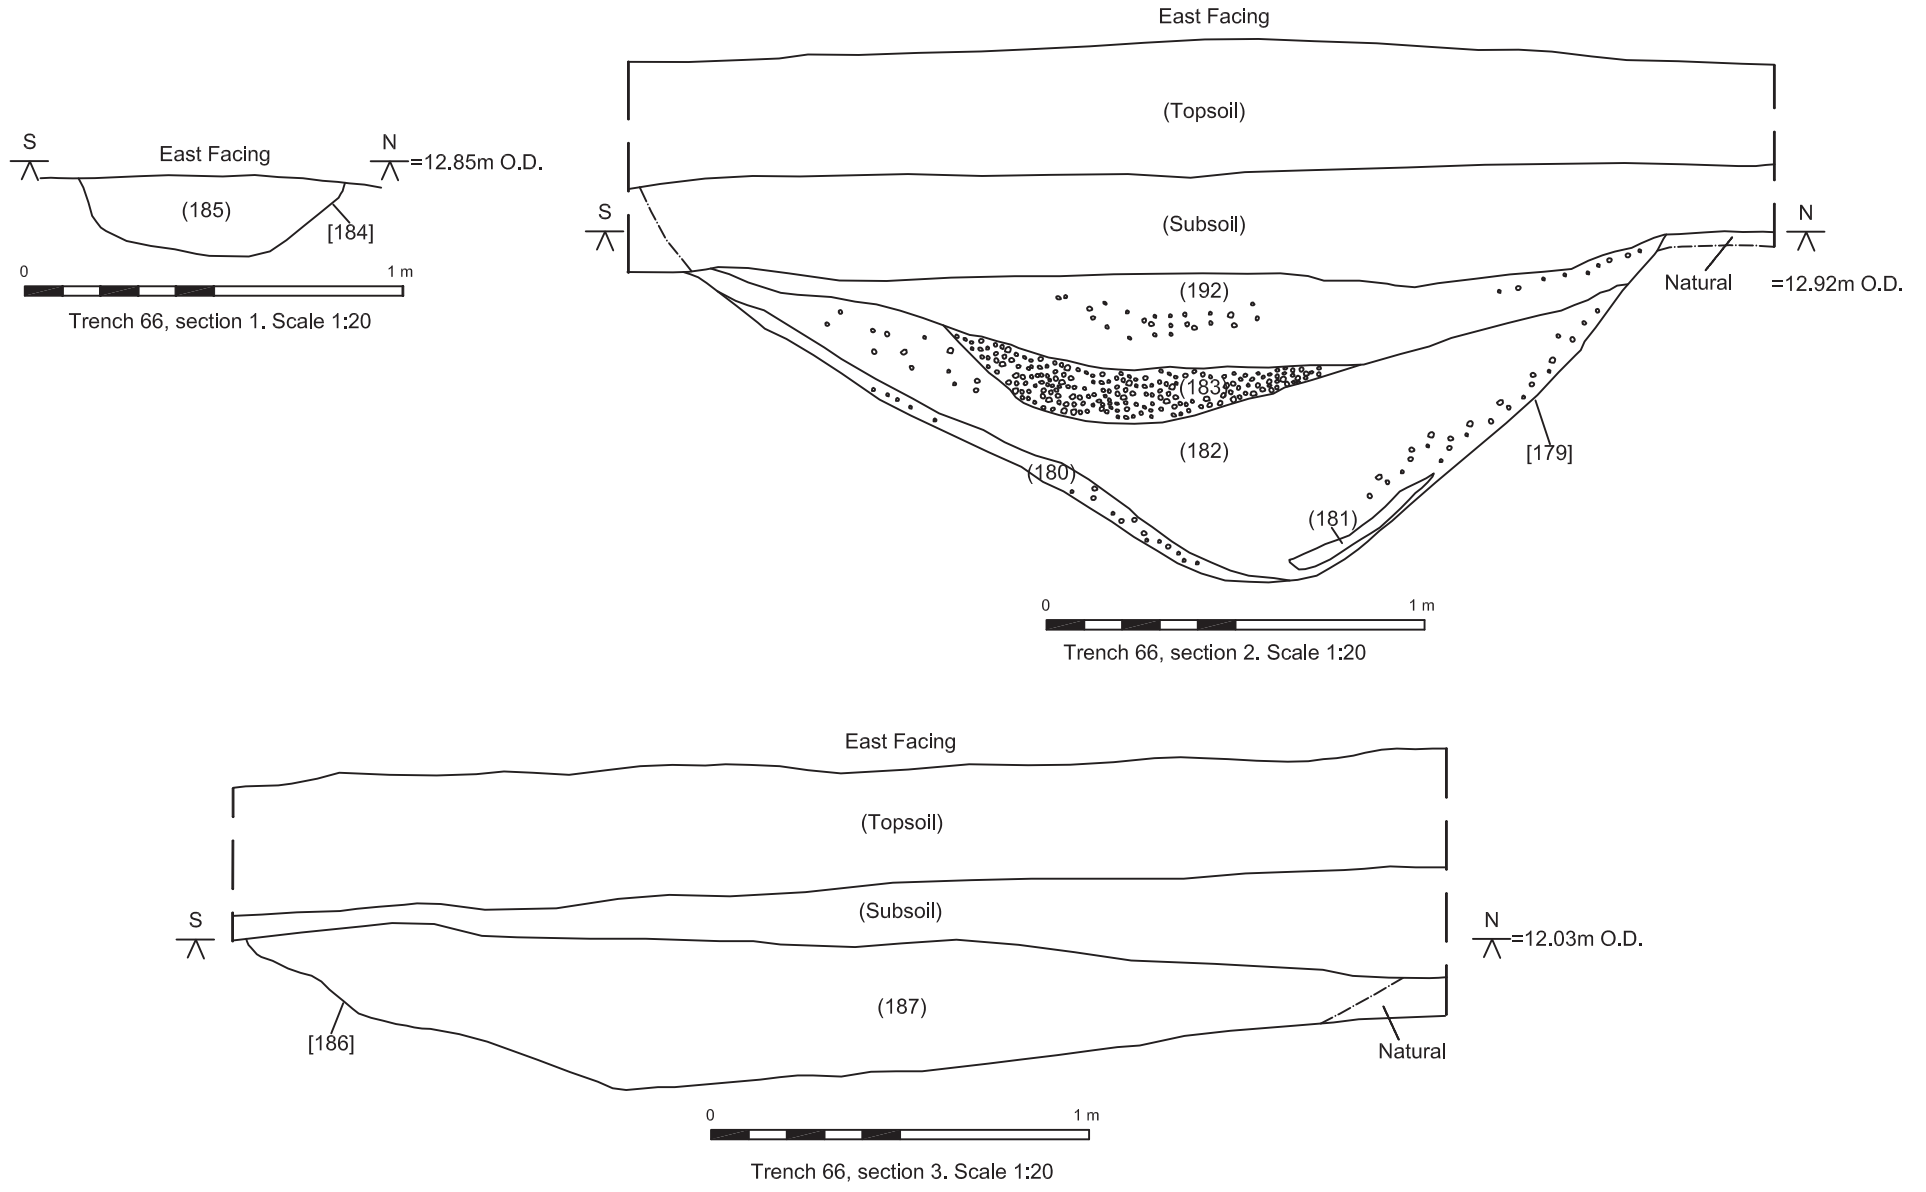 East Facing
S
N
=12.85m O.D.
(185)
[184]
0
1 m
Trench 66, section 1. Scale 1:20
East Facing
(Topsoil)
S
N
(Subsoil)
=12.92m O.D.
Natural
(192)
(183)
(182)
[179]
(180)
(181)
0
1 m
Trench 66, section 2. Scale 1:20
East Facing
(Topsoil)
S
N
(Subsoil)
=12.03m O.D.
(187)
[186]
Natural
0
1 m
Trench 66, section 3. Scale 1:20